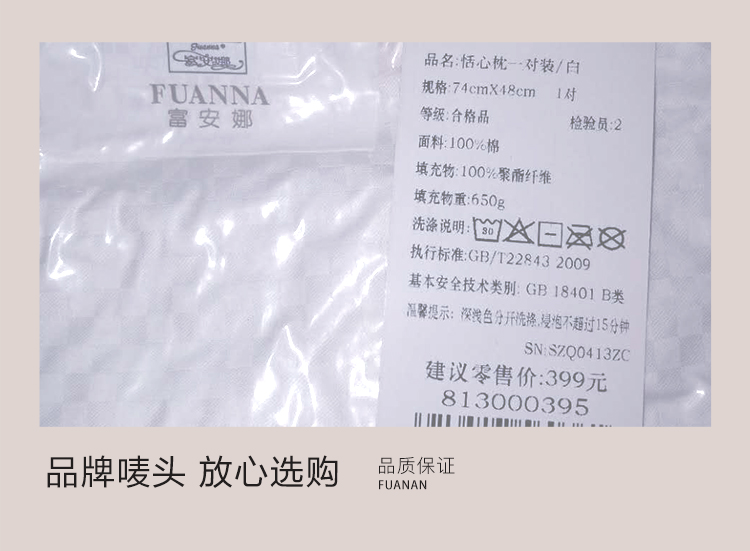 富安娜
FUANNA
富安娜
品名:恬心枕一对装/白
规格:74cmX48cm 1对
等级:合格品 检验员:2
面料:100%棉
填充物:100%聚酯纤维
填充物重:650g
洗涤说明: 30
执行标准:GB/T22843 2009
基本安全技术类别: GB 18401 B类
温馨提示: 深浅色分开洗涤,浸泡不超过15分钟
SN:SZQ0413ZC
建议零售价:399元
813000395
品牌唛头 放心选购
品质保证
FUANAN